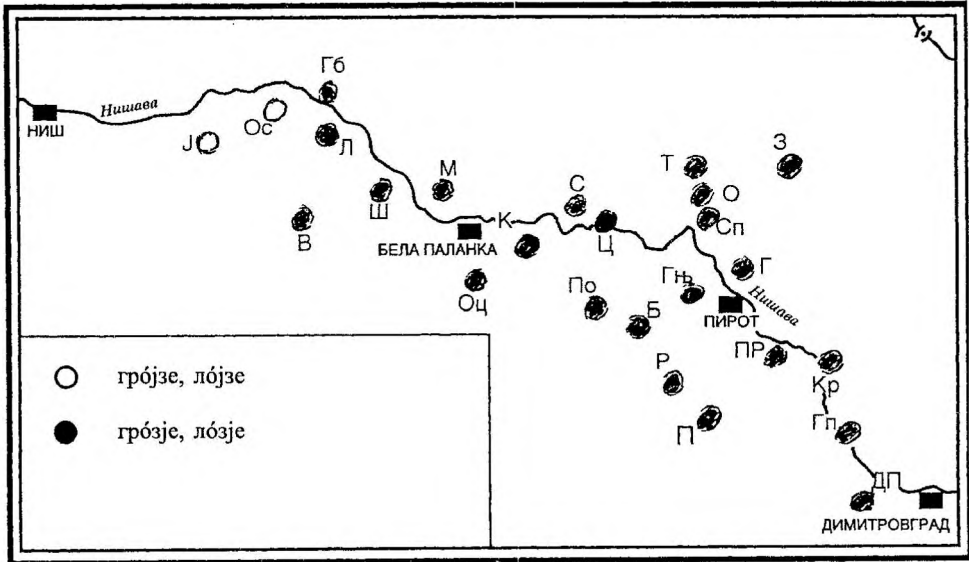 Гб
Нишава
НИШ
Ос
Ј
Л
Т
З
М
С
О
Ш
К
Сп
В
Ц
БЕЛА ПАЛАНКА
Г
Оц
По
Гњ
Нишава
Б
ПИРОТ
ПР
Р
Кр
П
Гп
ДП
ДИМИТРОВГРАД
гро́јзе, ло́јзе
гро́зје, ло́зје